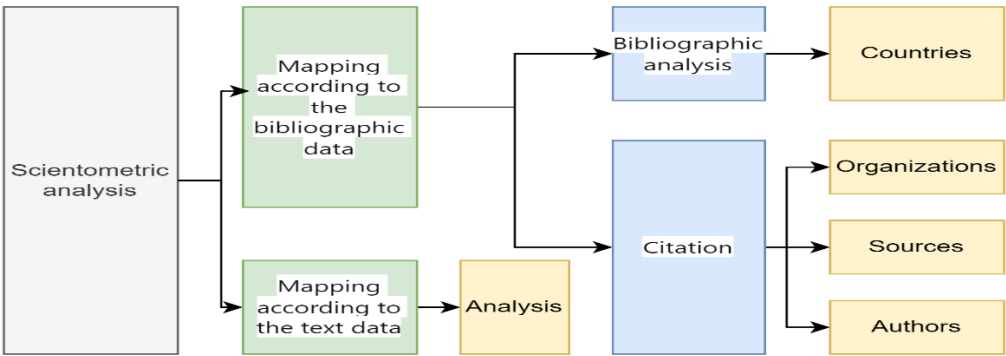 Scientometric
analysis
Mapping
according to
the
bibliographic
data
Bibliographic
analysis
Countries
Citation
Organizations
Sources
Authors
Mapping
according to
the text data
Analysis